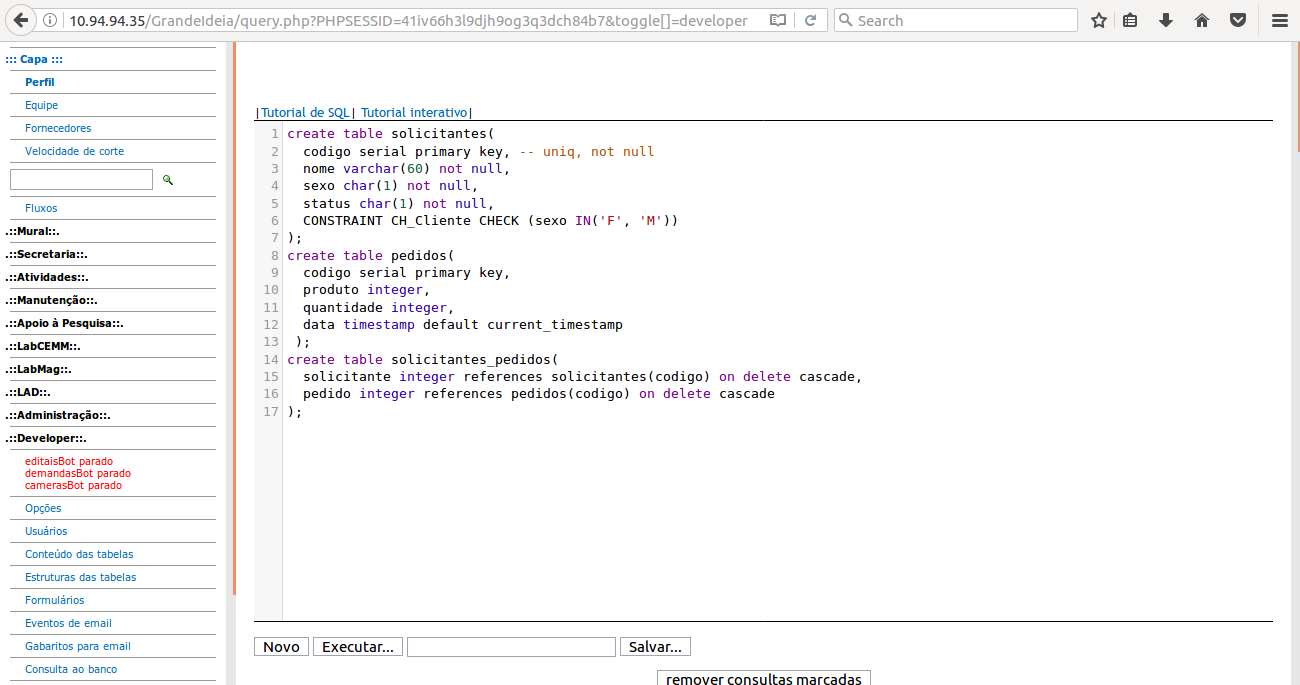 10.94.94.35/GrandeIdeia/query.php?PHPSESSID=41iv66h3l9djh9og3q3dch84b7&toggle[]=developer
Search
::: Capa :::
Perfil
Equipe
Fornecedores
Velocidade de corte
Fluxos
.::Mural::.
.::Secretaria::.
.::Atividades::.
.::Manutenção::.
.::Apoio à Pesquisa::.
.::LabCEMM::.
.::LabMag::.
.::LAD::.
.::Administração::.
.::Developer::.
editaisBot parado
demandasBot parado
camerasBot parado
Opções
Usuários
Conteúdo das tabelas
Estruturas das tabelas
Formulários
Eventos de email
Gabaritos para email
Consulta ao banco
|Tutorial de SQL| Tutorial interativo|
1 create table solicitantes(
2   codigo serial primary key, -- uniq, not null
3   nome varchar(60) not null,
4   sexo char(1) not null,
5   status char(1) not null,
6   CONSTRAINT CH_Cliente CHECK (sexo IN('F', 'M'))
7 );
8 create table pedidos(
9   codigo serial primary key,
10   produto integer,
11   quantidade integer,
12   data timestamp default current_timestamp
13  );
14 create table solicitantes_pedidos(
15   solicitante integer references solicitantes(codigo) on delete cascade,
16   pedido integer references pedidos(codigo) on delete cascade
17 );
Novo Executar... Salvar...
remover consultas marcadas